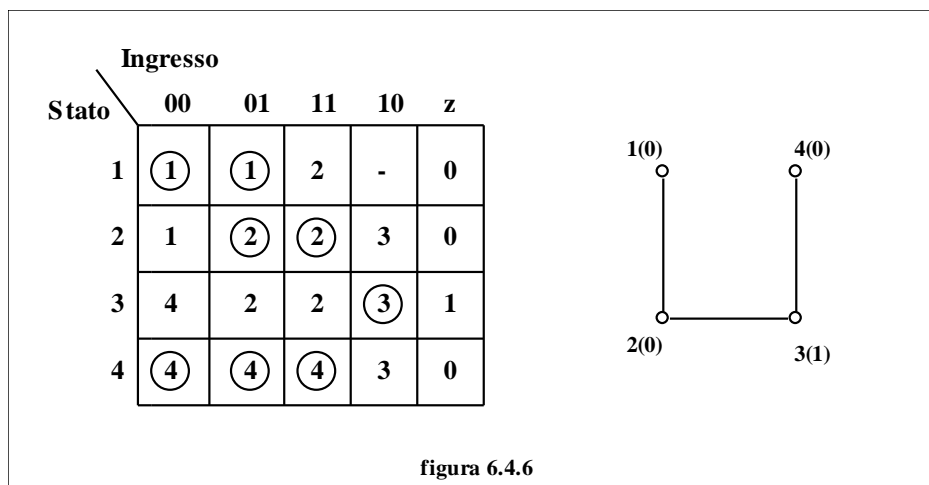 Ingresso
Stato 00 01 11 10 z
1 1 1 2 - 0
2 1 2 2 3 0
3 4 2 2 3 1
4 4 4 4 3 0
1(0) 4(0)
2(0) 3(1)
figura 6.4.6